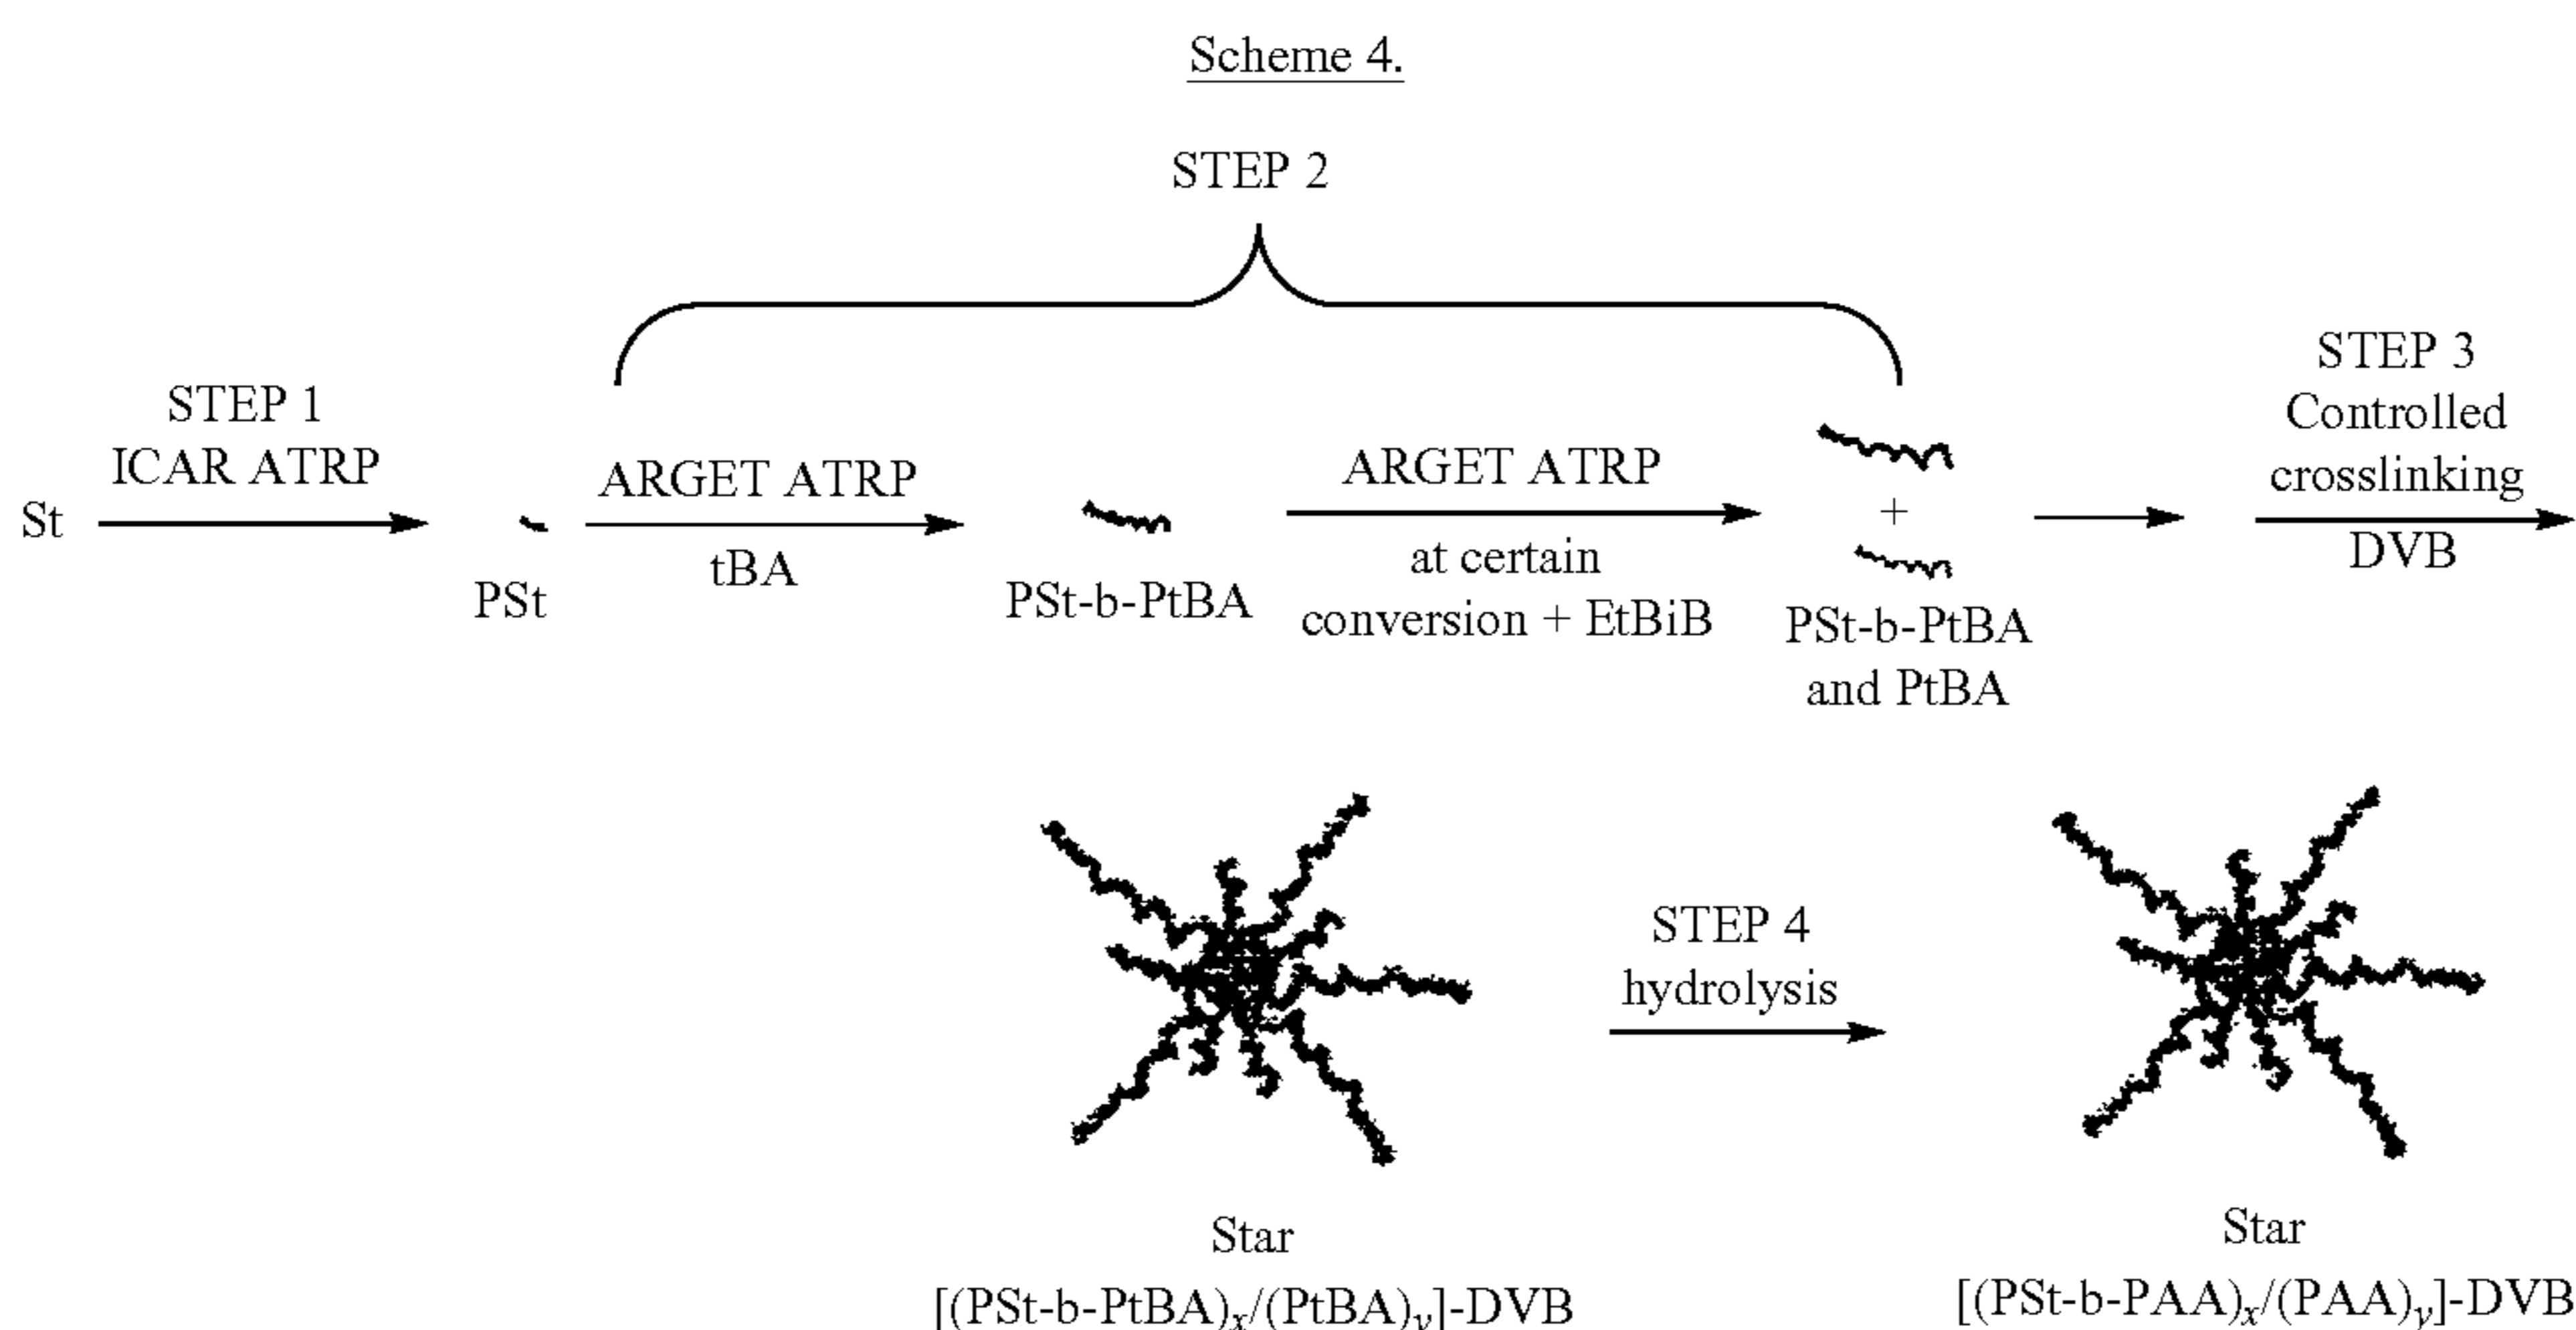 Scheme 4.
STEP 2
STEP 1
ICAR ATRP
St
PSt
ARGET ATRP
tBA
PSt-b-PtBA
ARGET ATRP
at certain
conversion + EtBiB
+
PSt-b-PtBA
and PtBA
STEP 3
Controlled
crosslinking
DVB
Star
[(PSt-b-PtBA)x/(PtBA)y]-DVB
STEP 4
hydrolysis
Star
[(PSt-b-PAA)x/(PAA)y]-DVB